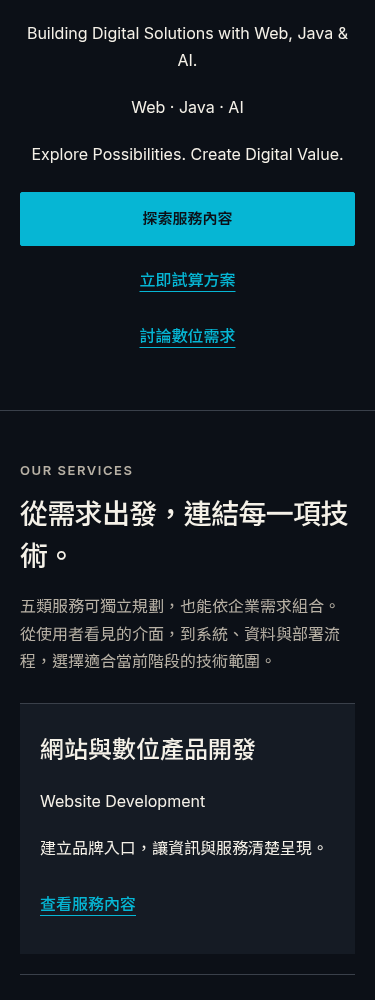 Building Digital Solutions with Web, Java &
AI.
Web · Java · AI
Explore Possibilities. Create Digital Value.
探索服務內容
立即試算方案
討論數位需求
OUR SERVICES
從需求出發，連結每一項技
術。
五類服務可獨立規劃，也能依企業需求組合。
從使用者看見的介面，到系統、資料與部署流
程，選擇適合當前階段的技術範圍。
網站與數位產品開發
Website Development
建立品牌入口，讓資訊與服務清楚呈現。
查看服務內容